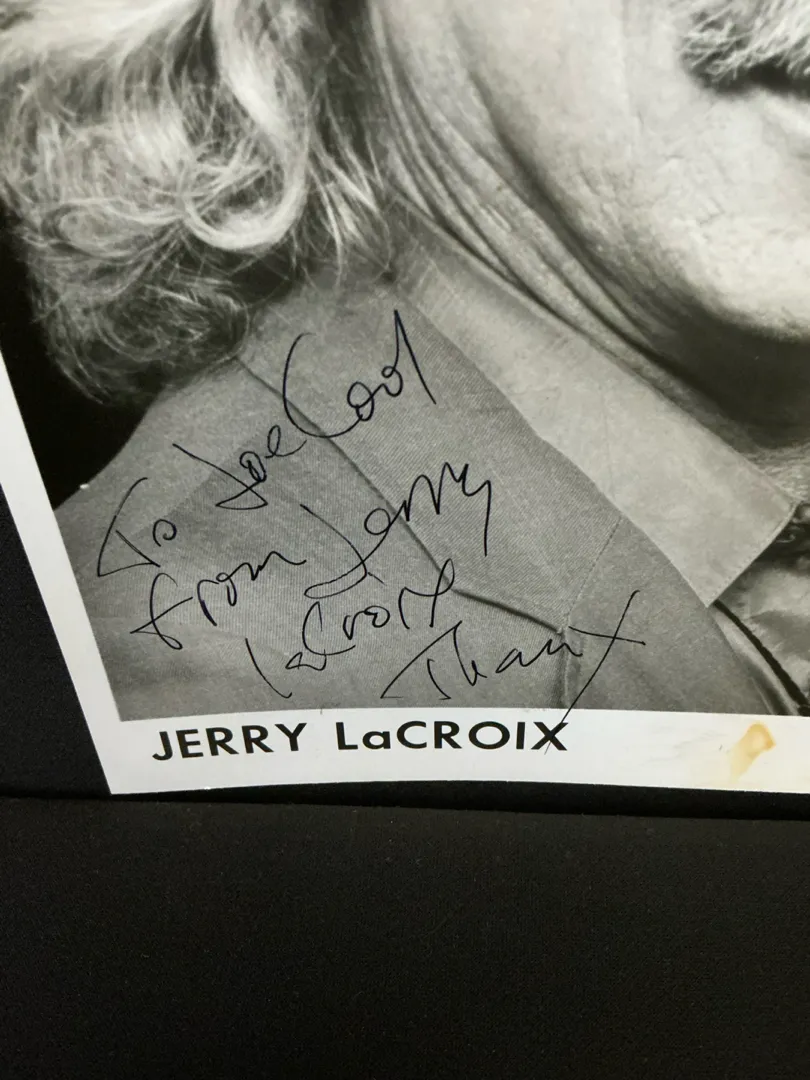 To Joe Cool
From Jerry
LaCroix
Thanx
JERRY LaCROIX